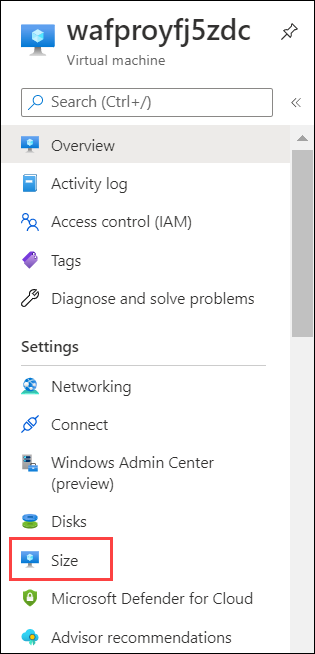 wafproyfj5zdc
Virtual machine
Search (Ctrl+/)
«
Overview
Activity log
Access control (IAM)
Tags
Diagnose and solve problems
Settings
Networking
Connect
Windows Admin Center
(preview)
Disks
Size
Microsoft Defender for Cloud
Advisor recommendations